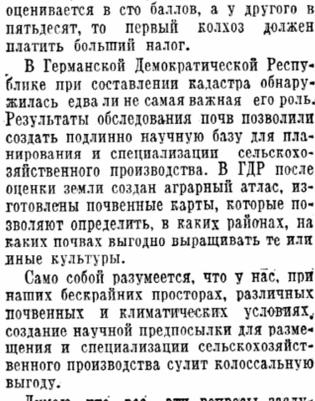 оценивается в сто баллов, а у другого в
пятьдесят, то первый колхоз должен
платить больший налог.
В Германской Демократической Респу-
блике при составлении кадастра обнару-
жилась едва ли не самая важная его роль.
Результаты обследования почв позволили
создать подлинно научную базу для пла-
нирования и специализации сельскохо-
зяйственного производства. В ГДР после
оценки земли создан аграрный атлас, из-
готовлены почвенные карты, которые по-
зволяют определить, в каких районах, на
каких почвах выгодно выращивать те или
иные культуры.
Само собой разумеется, что у нас, при
наших бескрайних просторах, различных
почвенных и климатических условиях,
создание научной предпосылки для разме-
щения и специализации сельскохозяйст-
венного производства сулит колоссальную
выгоду.